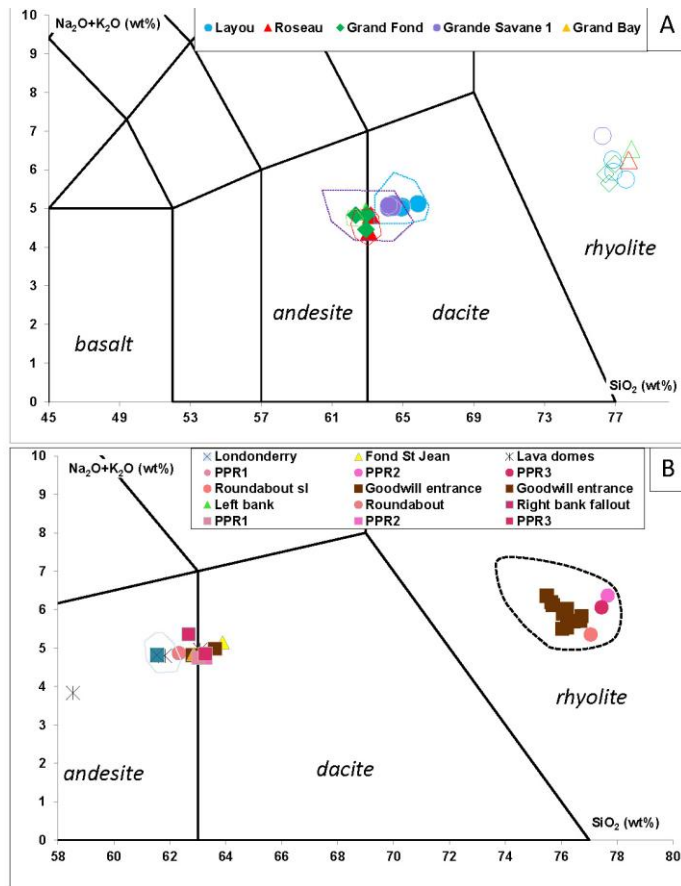 10
Na₂O+K₂O (wt%)
Layou Roseau Grand Fond Grande Savane 1 Grand Bay
A
9
8
7
6
rhyolite
5
4
3
andesite dacite
2
basalt
1
SiO₂ (wt%)
0
45 49 53 57 61 65 69 73 77
10
Na₂O+K₂O (wt%)
Londonderry Fond St Jean Lava domes
PPR1 PPR2 PPR3
Roundabout sl Goodwill entrance Goodwill entrance
Left bank Roundabout Right bank fallout
PPR1 PPR2 PPR3
B
9
8
7
6
5
4
rhyolite
3
andesite dacite
2
1
SiO₂ (wt%)
0
58 60 62 64 66 68 70 72 74 76 78 80